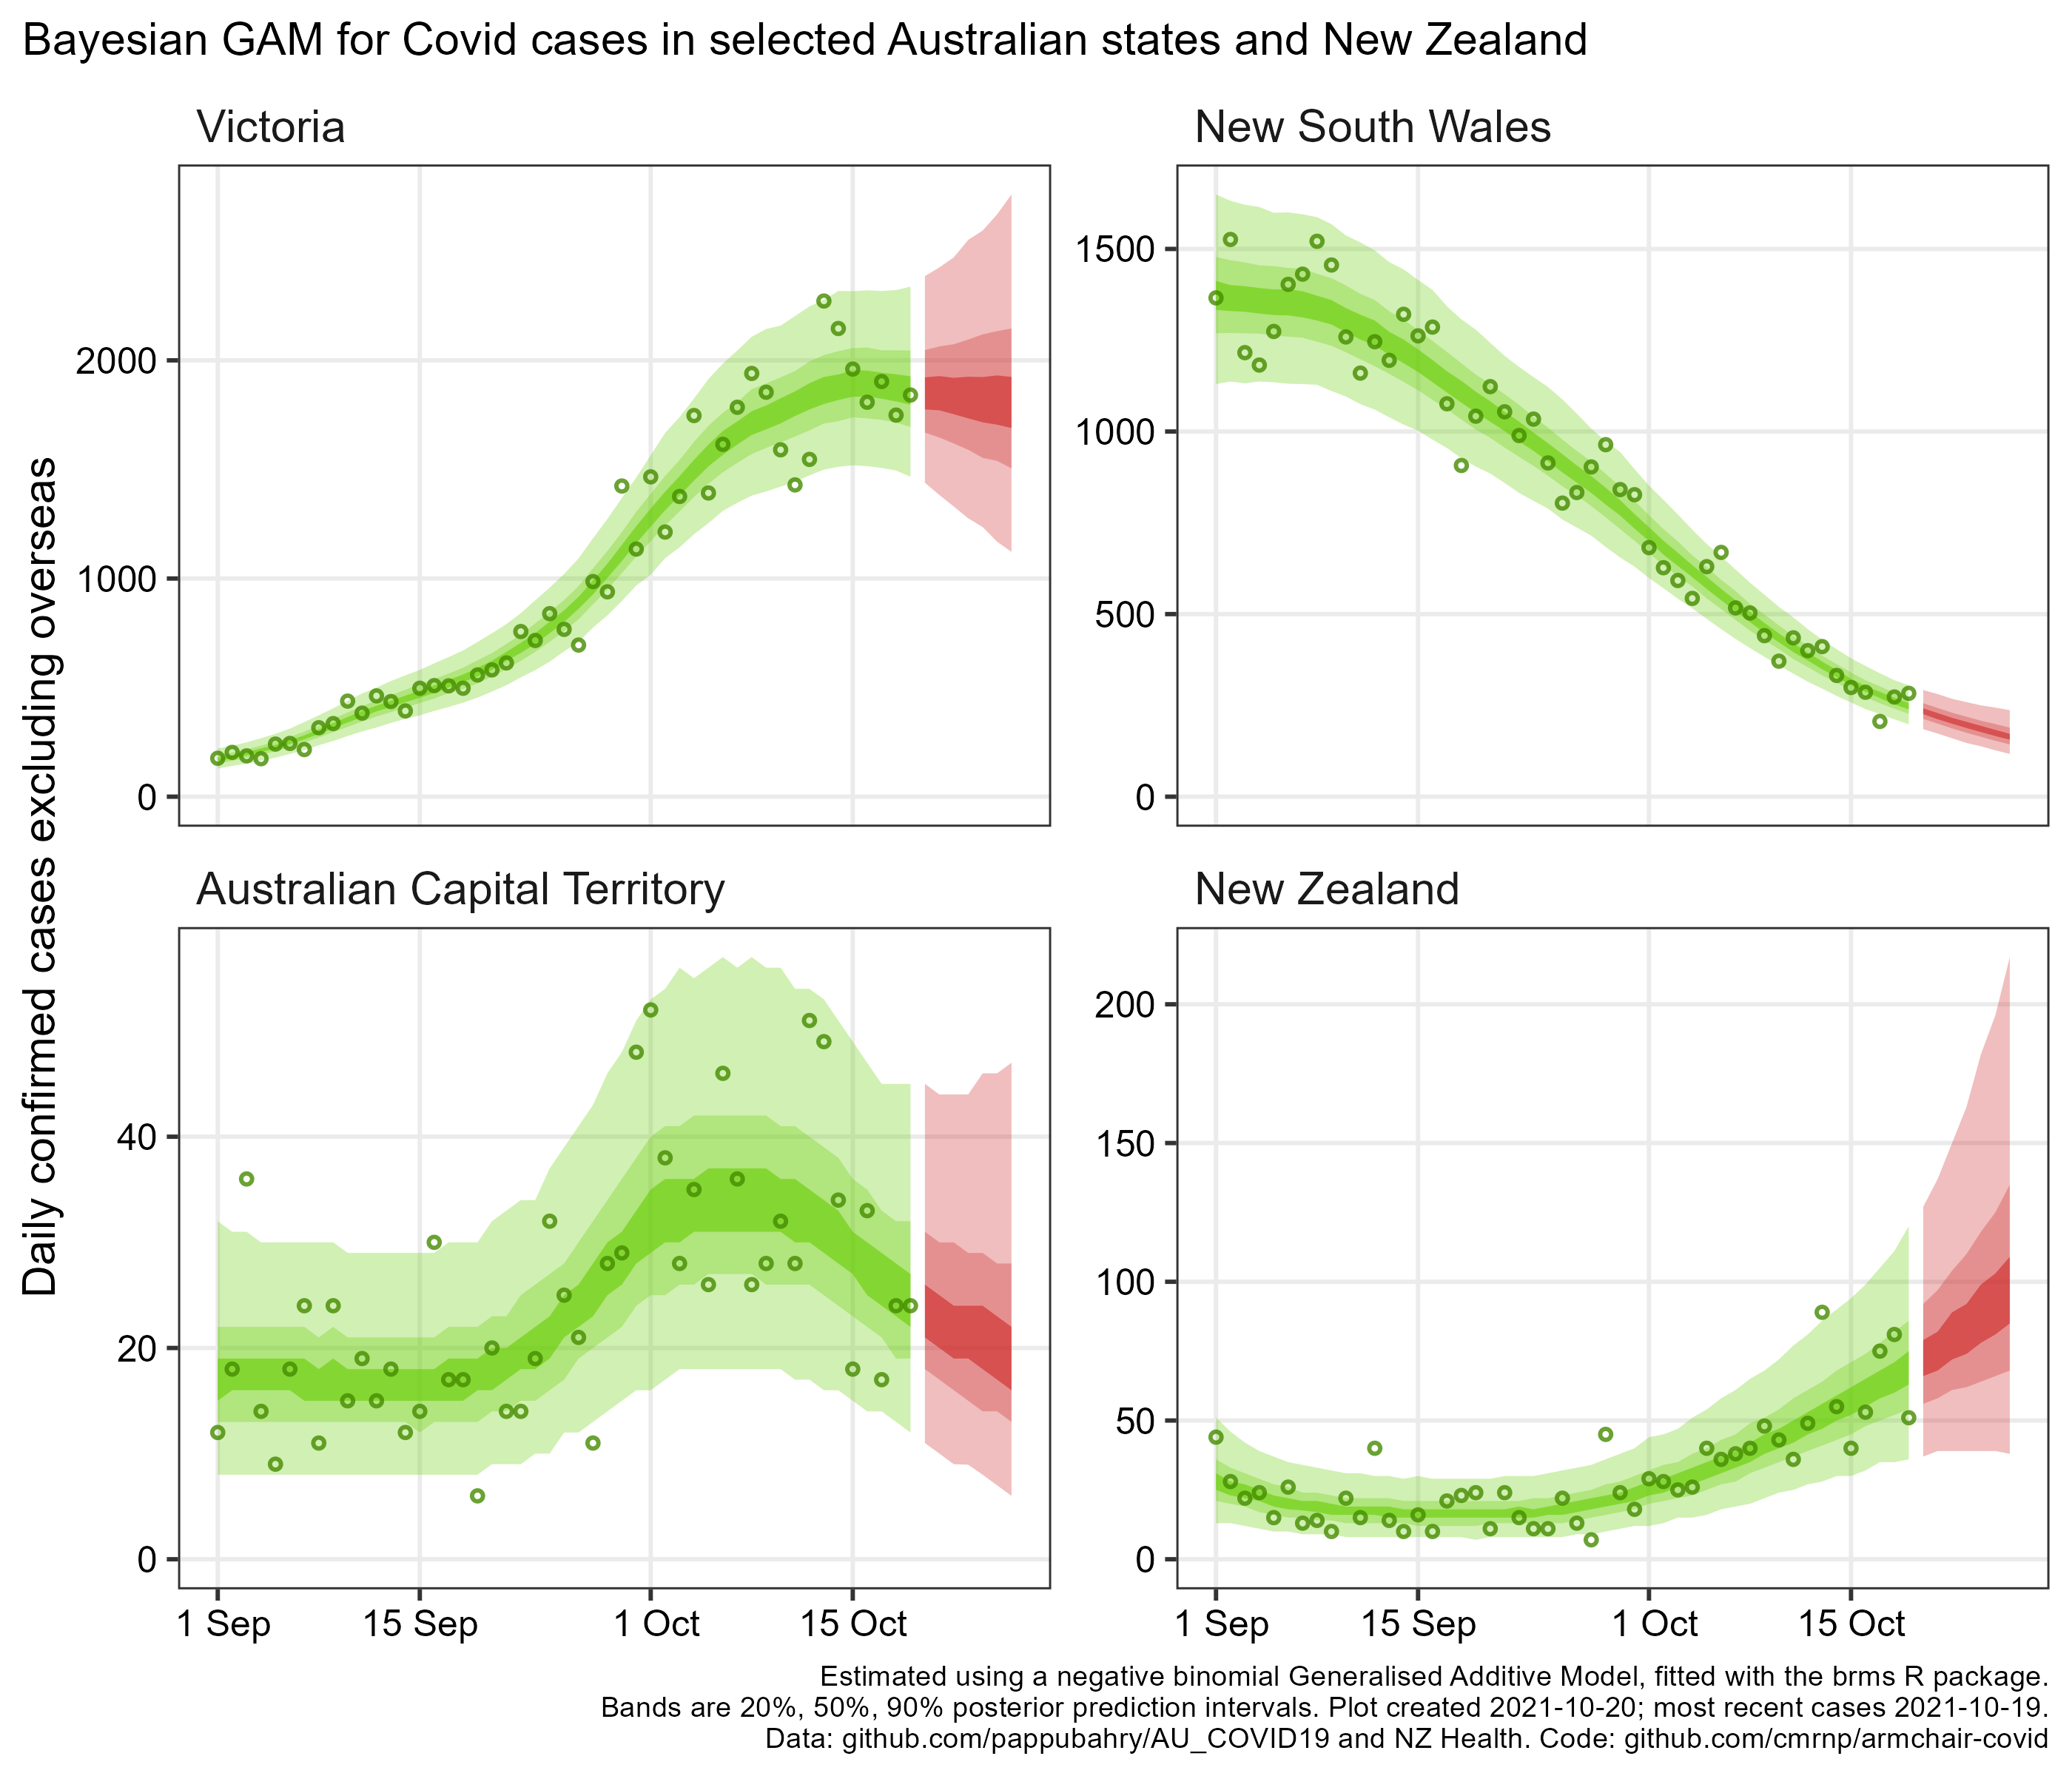 Bayesian GAM for Covid cases in selected Australian states and New Zealand
Daily confirmed cases excluding overseas
Victoria
2000
1000
0
New South Wales
1500
1000
500
0
Australian Capital Territory
40
20
0
1 Sep
15 Sep
1 Oct
15 Oct
New Zealand
200
150
100
50
0
1 Sep
15 Sep
1 Oct
15 Oct
Estimated using a negative binomial Generalised Additive Model, fitted with the brms R package.
Bands are 20%, 50%, 90% posterior prediction intervals. Plot created 2021-10-20; most recent cases 2021-10-19.
Data: github.com/pappubahry/AU_COVID19 and NZ Health. Code: github.com/cmrnp/armchair-covid